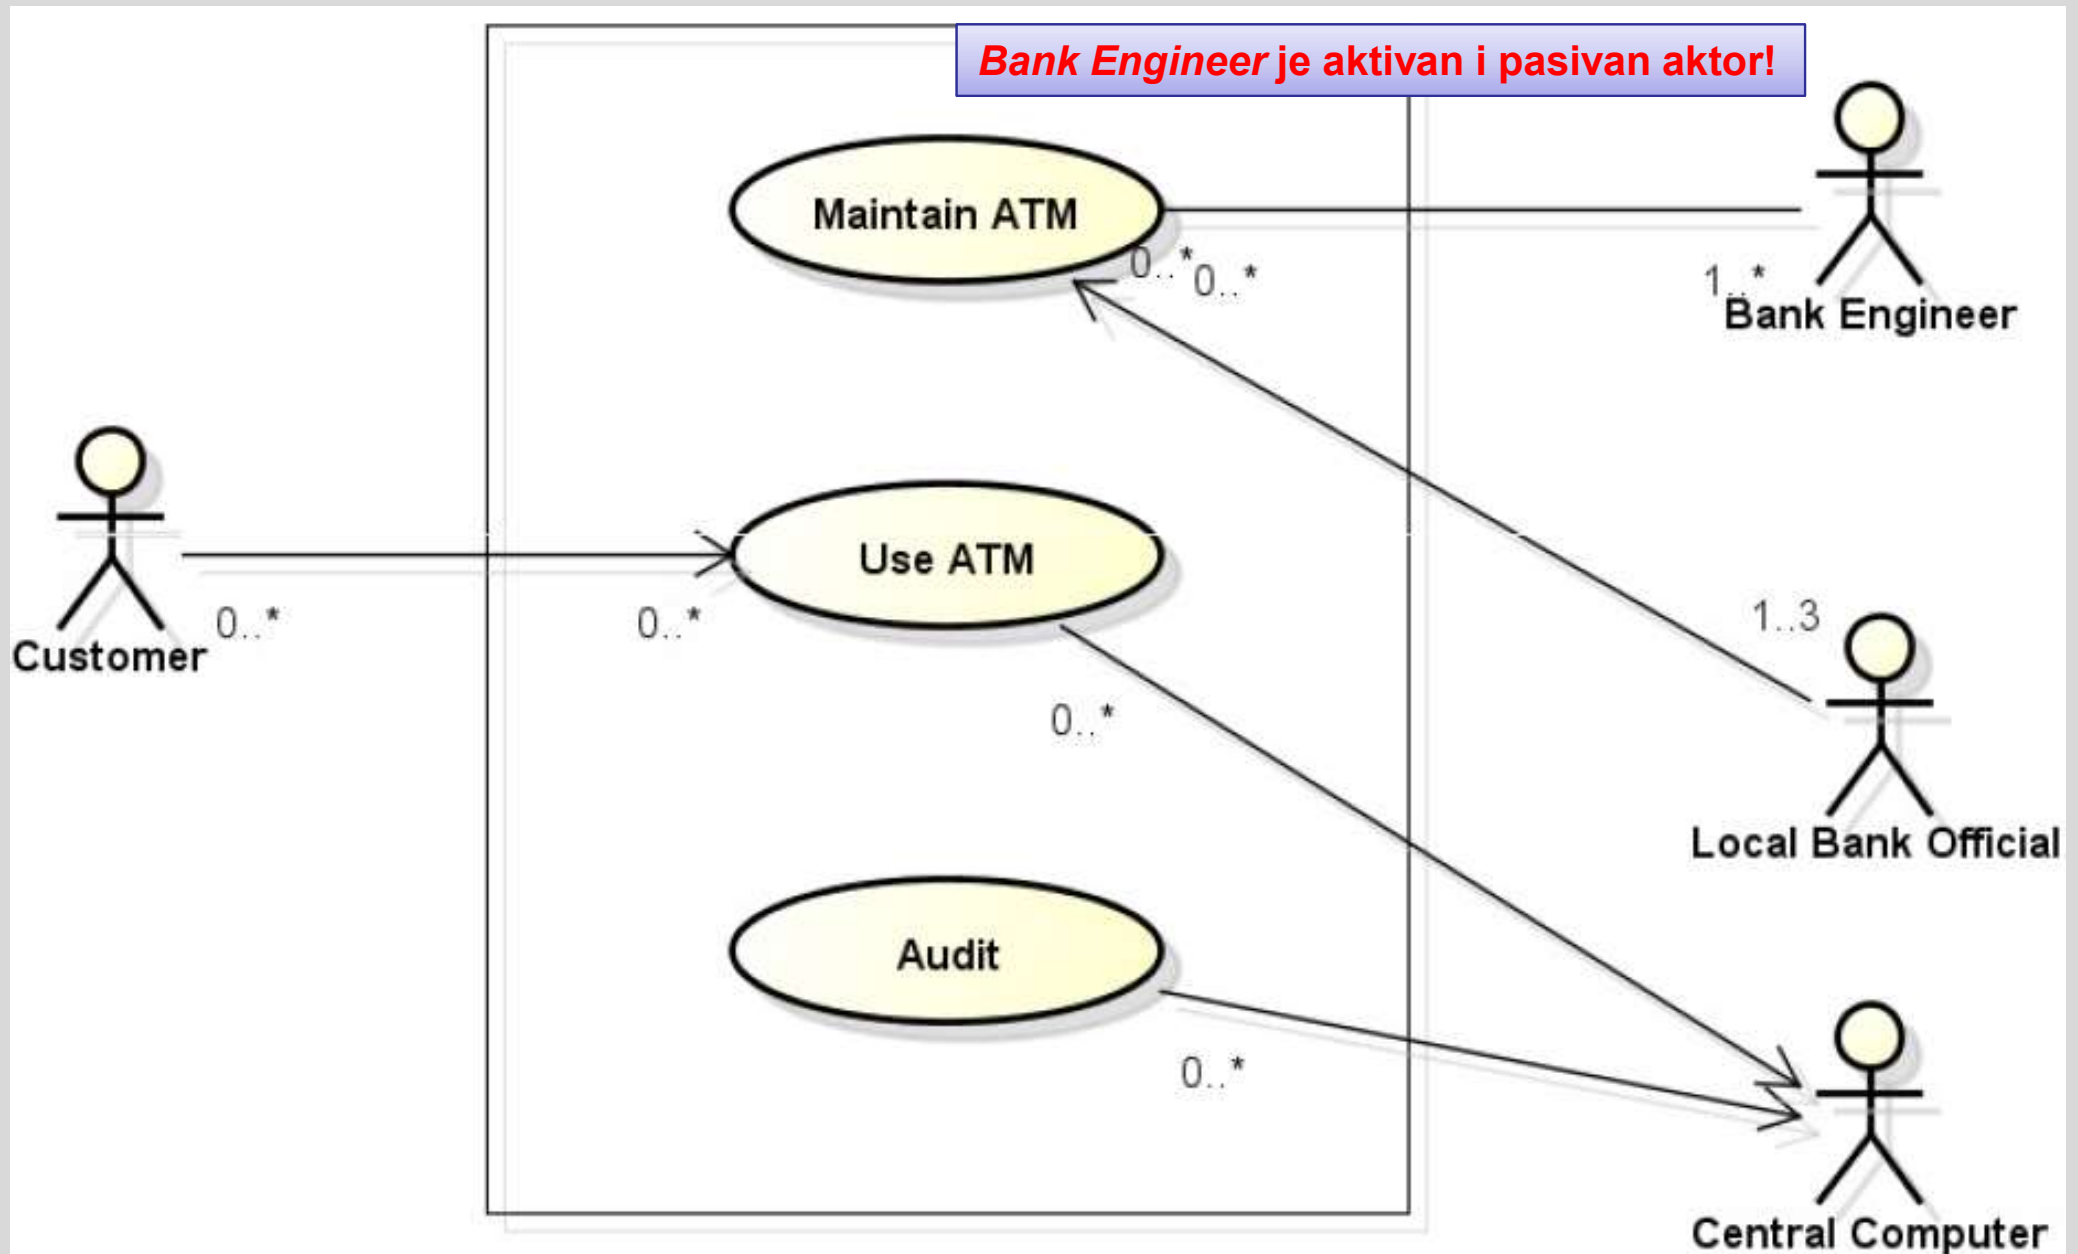 Bank Engineer je aktivan i pasivan aktor!
Maintain ATM
0..*
0..*
1..*
Bank Engineer
Use ATM
0..*
0..*
Customer
1..3
0..*
Local Bank Official
Audit
0..*
Central Computer